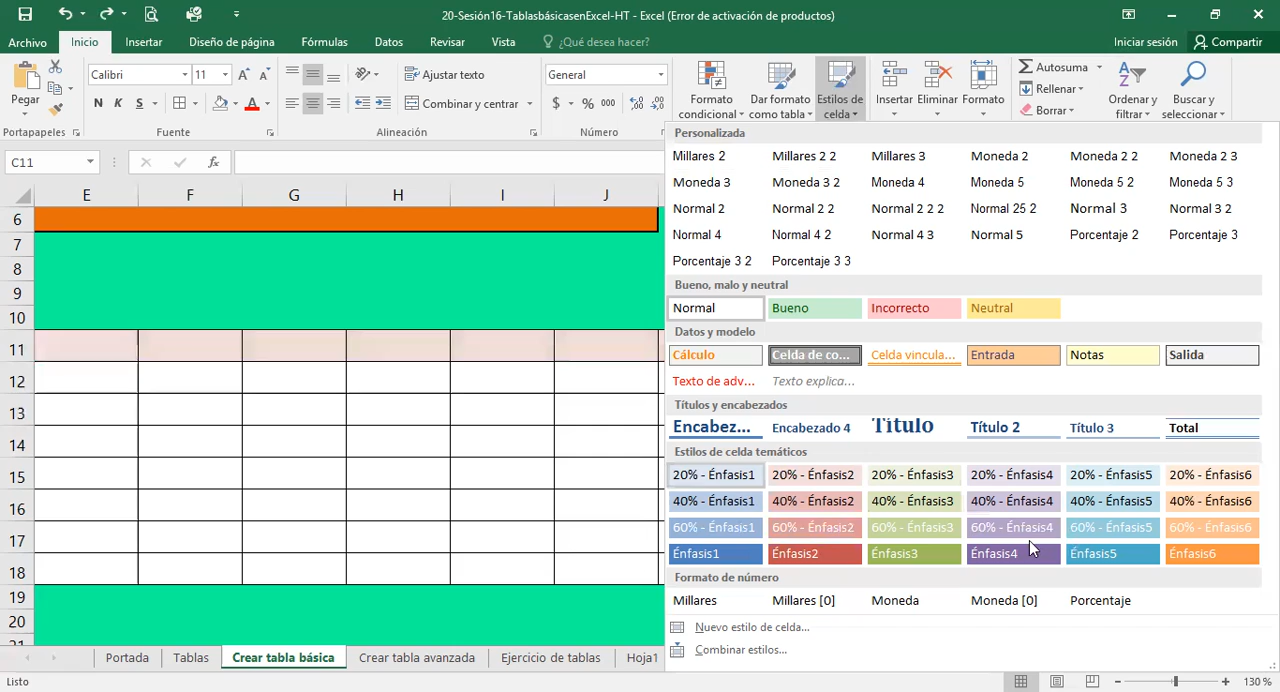 20-Sesión16-TablasbásicasenExcel-HT - Excel (Error de activación de productos)
Archivo Inicio Insertar Diseño de página Fórmulas Datos Revisar Vista ¿Qué desea hacer? Iniciar sesión Compartir
Pegar Calibri 11 Ajustar texto General Formato condicional Dar formato como tabla Estilos de celda Insertar Eliminar Formato Autosuma Rellenar Borrar Ordenar y filtrar Buscar y seleccionar
N K S Combinar y centrar $ % 000
Portapapeles Fuente Alineación Número
C11 fx
E F G H I J
6
7
8
9
10
11
12
13
14
15
16
17
18
19
20
21
Personalizada
Millares 2 Millares 2 2 Millares 3 Moneda 2 Moneda 2 2 Moneda 2 3
Moneda 3 Moneda 3 2 Moneda 4 Moneda 5 Moneda 5 2 Moneda 5 3
Normal 2 Normal 2 2 Normal 2 2 2 Normal 25 2 Normal 3 Normal 3 2
Normal 4 Normal 4 2 Normal 4 3 Normal 5 Porcentaje 2 Porcentaje 3
Porcentaje 3 2 Porcentaje 3 3
Bueno, malo y neutral
Normal Bueno Incorrecto Neutral
Datos y modelo
Cálculo Celda de co... Celda vincula... Entrada Notas Salida
Texto de adv... Texto explica...
Títulos y encabezados
Encabez... Encabezado 4 Título Título 2 Título 3 Total
Estilos de celda temáticos
20% - Énfasis1 20% - Énfasis2 20% - Énfasis3 20% - Énfasis4 20% - Énfasis5 20% - Énfasis6
40% - Énfasis1 40% - Énfasis2 40% - Énfasis3 40% - Énfasis4 40% - Énfasis5 40% - Énfasis6
60% - Énfasis1 60% - Énfasis2 60% - Énfasis3 60% - Énfasis4 60% - Énfasis5 60% - Énfasis6
Énfasis1 Énfasis2 Énfasis3 Énfasis4 Énfasis5 Énfasis6
Formato de número
Millares Millares [0] Moneda Moneda [0] Porcentaje
Nuevo estilo de celda...
Combinar estilos...
Portada Tablas Crear tabla básica Crear tabla avanzada Ejercicio de tablas Hoja1
Listo 130 %